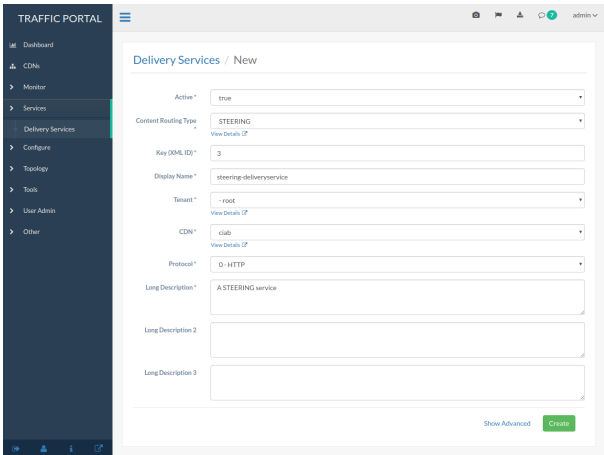 TRAFFIC PORTAL
7
admin
Dashboard
CDNs
Monitor
Services
Delivery Services
Configure
Topology
Tools
User Admin
Other
Delivery Services / New
Active *
true
Content Routing Type
*
STEERING
View Details
Key (XML ID) *
3
Display Name *
steering-deliveryservice
Tenant *
- root
View Details
CDN *
ciab
View Details
Protocol *
0 - HTTP
Long Description *
A STEERING service
Long Description 2
Long Description 3
Show Advanced
Create